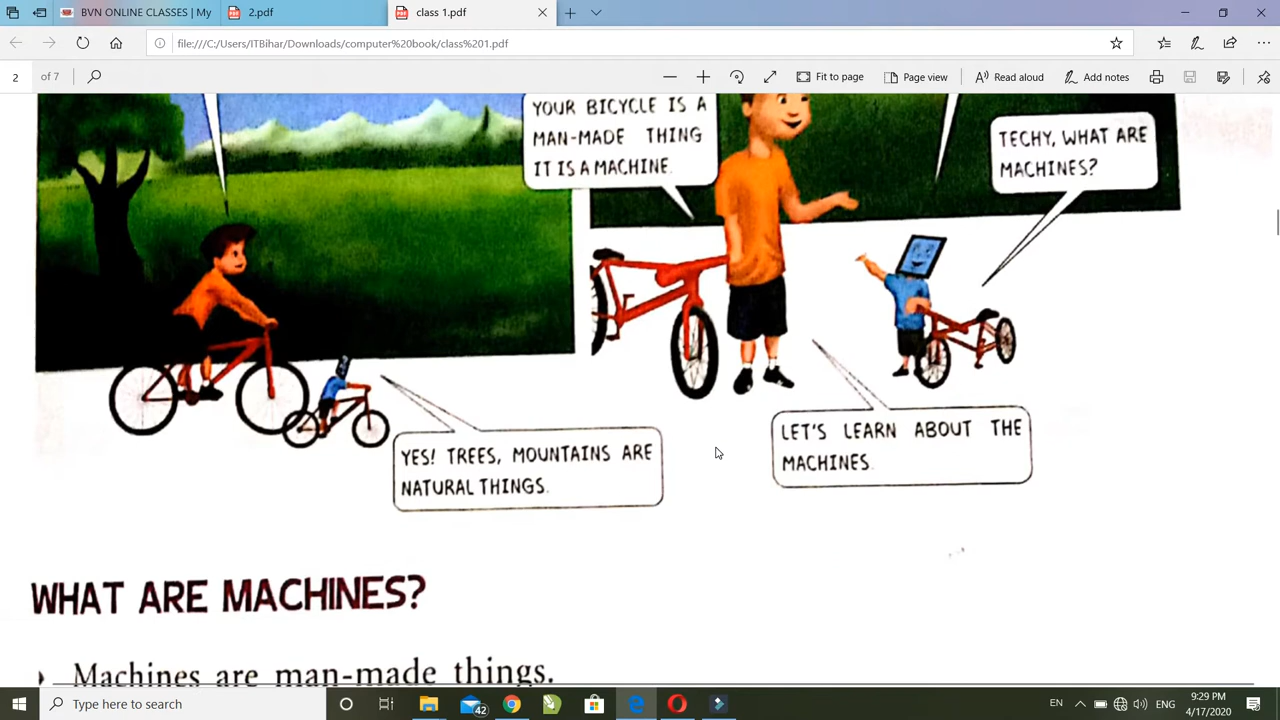 BVN ONLINE CLASSES | My
2.pdf
class 1.pdf
file:///C:/Users/ITBihar/Downloads/computer%20book/class%201.pdf
2 of 7
Fit to page
Page view
Read aloud
Add notes
YOUR BICYCLE IS A
MAN-MADE THING
IT IS A MACHINE.
TECHY, WHAT ARE
MACHINES?
YES! TREES, MOUNTAINS ARE
NATURAL THINGS.
LET'S LEARN ABOUT THE
MACHINES.
WHAT ARE MACHINES?
Machines are man-made things.
Type here to search
42
EN
ENG
9:29 PM
4/17/2020